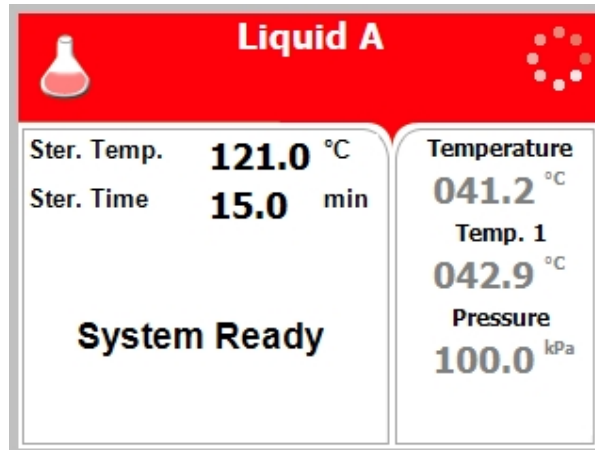 Liquid A
Ster. Temp. 121.0 °C
Ster. Time 15.0 min
System Ready
Temperature
041.2 °C
Temp. 1
042.9 °C
Pressure
100.0 kPa